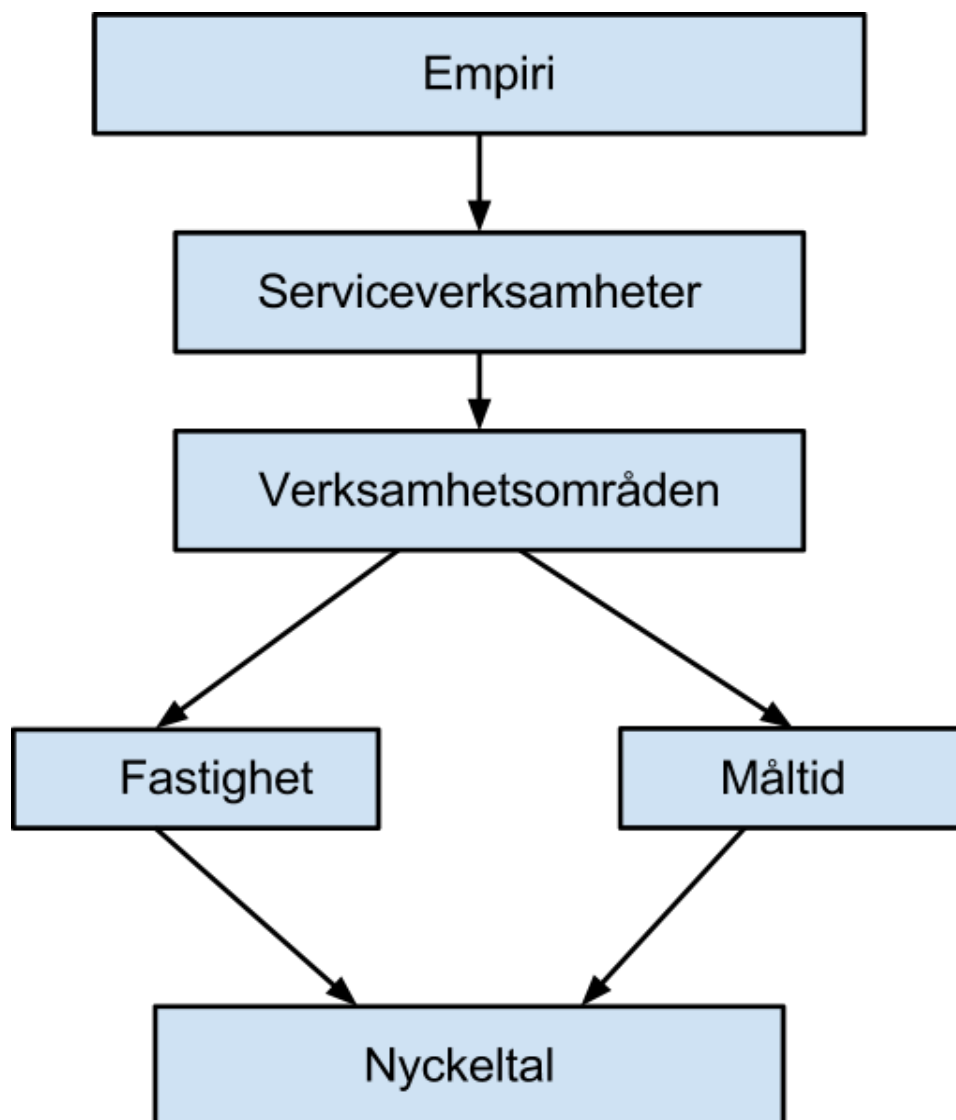 Empiri
Serviceverksamheter
Verksamhetsområden
Fastighet
Måltid
Nyckeltal